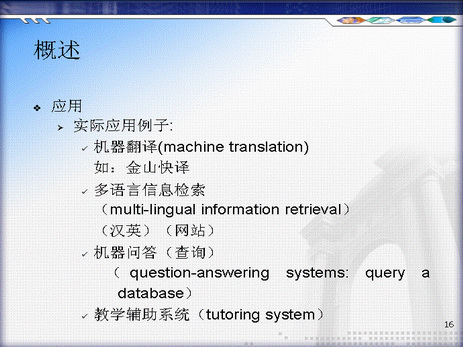 概述
应用
实际应用例子:
机器翻译(machine translation)
如：金山快译
多语言信息检索
（multi-lingual information retrieval）
（汉英）（网站）
机器问答（查询）
（ question-answering systems: query a
database）
教学辅助系统（tutoring system）
16